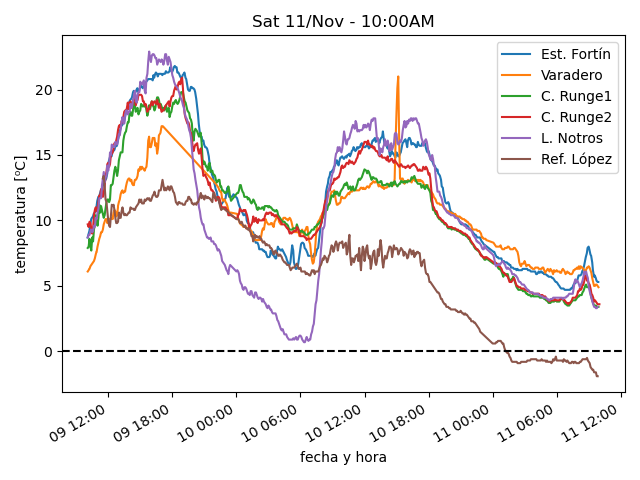 Sat 11/Nov - 10:00AM
Est. Fortín
Varadero
C. Runge1
C. Runge2
L. Notros
Ref. López
temperatura [ºC]
20
15
10
5
0
09 12:00
09 18:00
10 00:00
10 06:00
10 12:00
10 18:00
11 00:00
11 06:00
11 12:00
fecha y hora